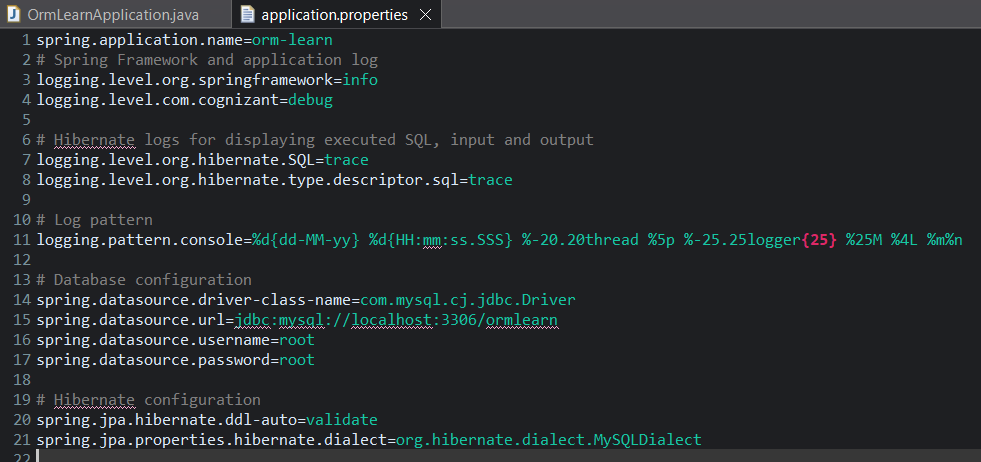 OrmLearnApplication.java application.properties
1 spring.application.name=orm-learn
2 # Spring Framework and application log
3 logging.level.org.springframework=info
4 logging.level.com.cognizant=debug
5
6 # Hibernate logs for displaying executed SQL, input and output
7 logging.level.org.hibernate.SQL=trace
8 logging.level.org.hibernate.type.descriptor.sql=trace
9
10 # Log pattern
11 logging.pattern.console=%d{dd-MM-yy} %d{HH:mm:ss.SSS} %-20.20thread %5p %-25.25logger{25} %25M %4L %m%n
12
13 # Database configuration
14 spring.datasource.driver-class-name=com.mysql.cj.jdbc.Driver
15 spring.datasource.url=jdbc:mysql://localhost:3306/ormlearn
16 spring.datasource.username=root
17 spring.datasource.password=root
18
19 # Hibernate configuration
20 spring.jpa.hibernate.ddl-auto=validate
21 spring.jpa.properties.hibernate.dialect=org.hibernate.dialect.MySQLDialect
22